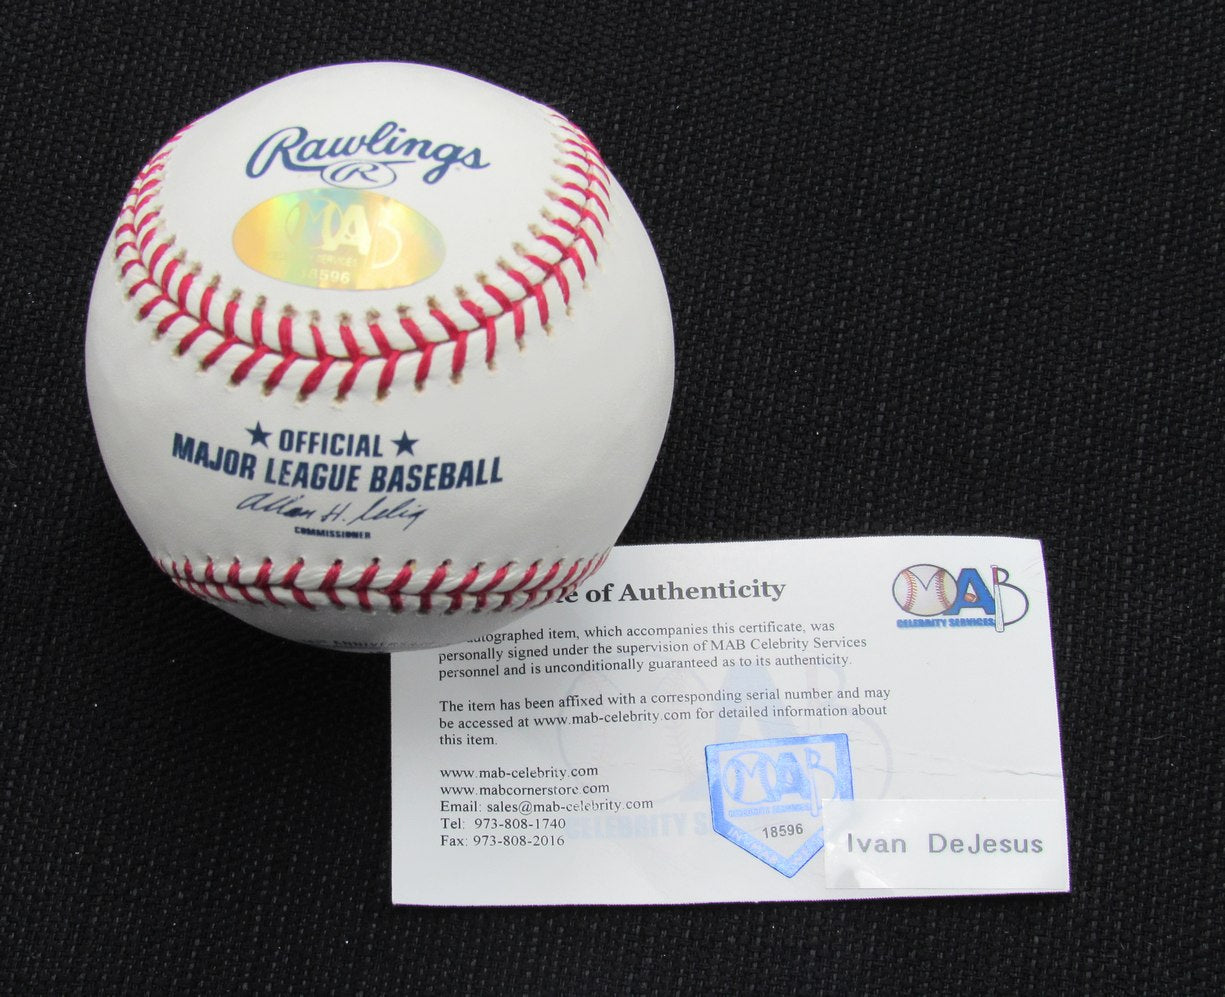 Rawlings
R
MAB
SERVICES
18596
OFFICIAL
MAJOR LEAGUE BASEBALL
Allan H. Selig
COMMISSIONER
ANNIVERSARY
of Authenticity
MAB
CELEBRITY SERVICES
autographed item, which accompanies this certificate, was
personally signed under the supervision of MAB Celebrity Services
personnel and is unconditionally guaranteed as to its authenticity.
The item has been affixed with a corresponding serial number and may
be accessed at www.mab-celebrity.com for detailed information about
this item.
www.mab-celebrity.com
www.mabcornerstore.com
Email: sales@mab-celebrity.com
Tel: 973-808-1740
Fax: 973-808-2016
MAB
CELEBRITY SERVICES
18596
Ivan DeJesus